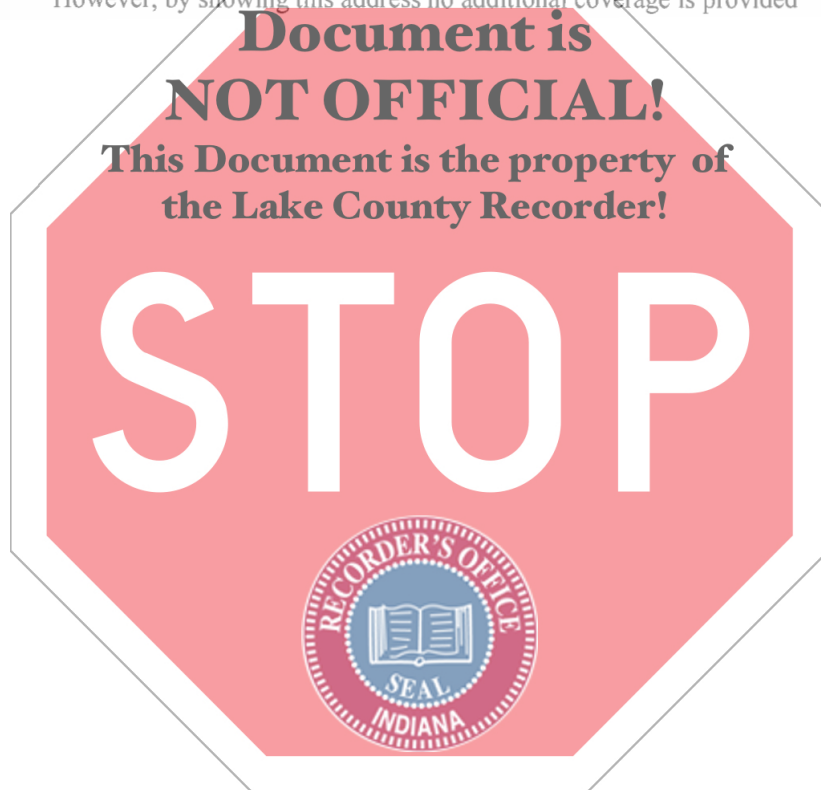 However, by showing this address no additional coverage is provided
Document is
NOT OFFICIAL!
This Document is the property of
the Lake County Recorder!
STOP
RECORDER'S OFFICE
SEAL
INDIANA